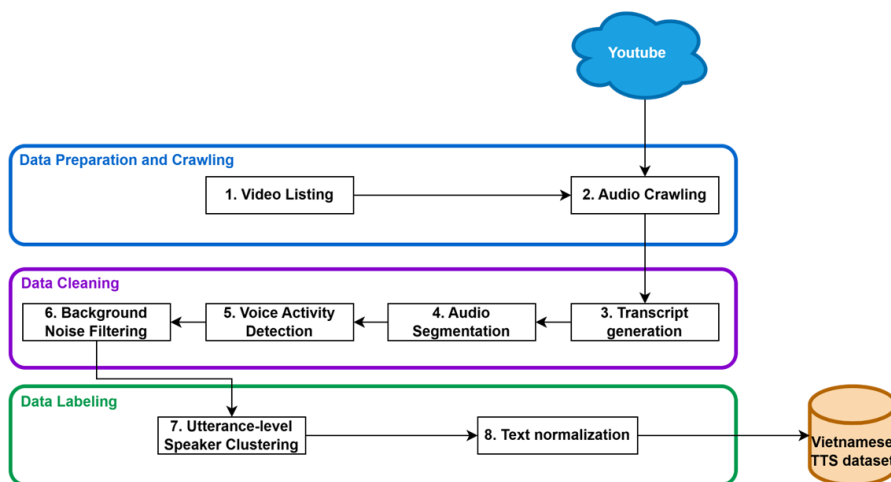 Youtube
Data Preparation and Crawling
1. Video Listing
2. Audio Crawling
Data Cleaning
6. Background
Noise Filtering
5. Voice Activity
Detection
4. Audio
Segmentation
3. Transcript
generation
Data Labeling
7. Utterance-level
Speaker Clustering
8. Text normalization
Vietnamese
TTS dataset